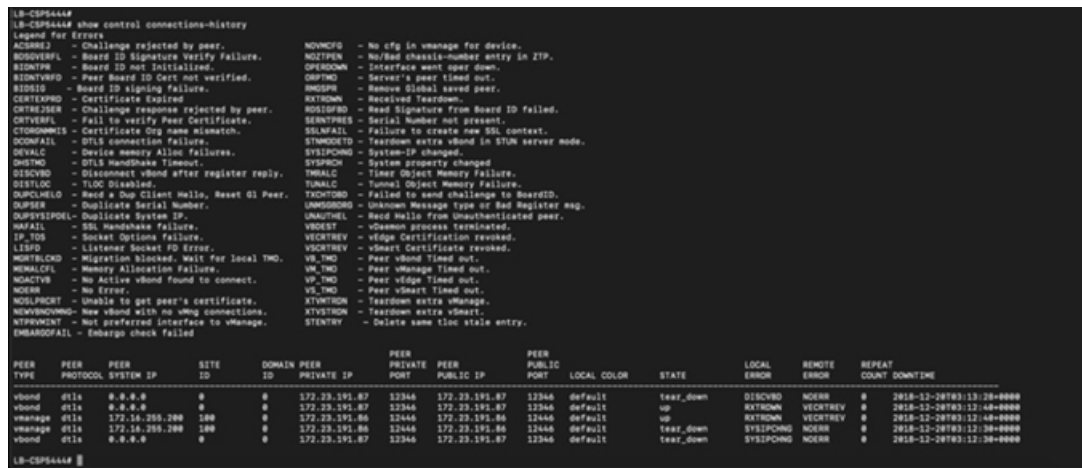 LB-CSP5444#
LB-CSP5444# show control connections-history
Legend for Errors
ACSRREJ - Challenge rejected by peer. NOVMCFG - No cfg in vmanage for device.
BDSGVERFL - Board ID Signature Verify Failure. NOZTPEN - No/Bad chassis-number entry in ZTP.
BIDNTPR - Board ID not Initialized. OPERDOWN - Interface went oper down.
BIDNTVRFD - Peer Board ID Cert not verified. ORPTMO - Server's peer timed out.
BIDSIG - Board ID signing failure. RMGSPR - Remove Global saved peer.
CERTEXPRD - Certificate Expired RXTRDWN - Received Teardown.
CRTREJSER - Challenge response rejected by peer. RDSIGFBD - Read Signature from Board ID failed.
CRTVERFL - Fail to verify Peer Certificate. SERNTPRES - Serial Number not present.
CTORGNMMIS - Certificate Org name mismatch. SSLNFAIL - Failure to create new SSL context.
DCONFAIL - DTLS connection failure. STNMODETD - Teardown extra vBond in STUN server mode.
DEVALC - Device memory Alloc failures. SYSIPCHNG - System-IP changed.
DHSTMO - DTLS HandShake Timeout. SYSPRCH - System property changed
DISCVBD - Disconnect vBond after register reply. TMRALC - Timer Object Memory Failure.
DISTLOC - TLOC Disabled. TUNALC - Tunnel Object Memory Failure.
DUPCLHELO - Recd a Dup Client Hello, Reset Gl Peer. TXCHTOBD - Failed to send challenge to BoardID.
DUPSER - Duplicate Serial Number. UNMSGBDRG - Unknown Message type or Bad Register msg.
DUPSYSIPDEL- Duplicate System IP. UNAUTHEL - Recd Hello from Unauthenticated peer.
HAFAIL - SSL Handshake failure. VBDEST - vDaemon process terminated.
IP_TOS - Socket Options failure. VECRTREV - vEdge Certification revoked.
LISFD - Listener Socket FD Error. VSCRTREV - vSmart Certificate revoked.
MGRTBLCKD - Migration blocked. Wait for local TMO. VB_TMO - Peer vBond Timed out.
MEMALCFL - Memory Allocation Failure. VM_TMO - Peer vManage Timed out.
NOACTVB - No Active vBond found to connect. VP_TMO - Peer vEdge Timed out.
NOERR - No Error. VS_TMO - Peer vSmart Timed out.
NOSLPRCRT - Unable to get peer's certificate. XTVMTRDN - Teardown extra vManage.
NEWVBNOVMNG- New vBond with no vMng connections. XTVSTRDN - Teardown extra vSmart.
NTPRVMINT - Not preferred interface to vManage. STENTRY - Delete same tloc stale entry.
EMBARGOFAIL - Embargo check failed
PEER PEER
PEER PEER PEER SITE DOMAIN PEER PRIVATE PEER PUBLIC LOCAL REMOTE REPEAT
TYPE PROTOCOL SYSTEM IP ID ID PRIVATE IP PORT PUBLIC IP PORT LOCAL COLOR STATE ERROR ERROR COUNT DOWNTIME
vbond dtls 0.0.0.0 0 0 172.23.191.87 12346 172.23.191.87 12346 default tear_down DISCVBD NOERR 0 2018-12-20T03:13:28+0000
vbond dtls 0.0.0.0 0 0 172.23.191.87 12346 172.23.191.87 12346 default up RXTRDWN VECRTREV 0 2018-12-20T03:12:40+0000
vmanage dtls 172.16.255.200 100 0 172.23.191.86 12446 172.23.191.86 12446 default up RXTRDWN VECRTREV 0 2018-12-20T03:12:40+0000
vmanage dtls 172.16.255.200 100 0 172.23.191.86 12446 172.23.191.86 12446 default tear_down SYSIPCHNG NOERR 0 2018-12-20T03:12:30+0000
vbond dtls 0.0.0.0 0 0 172.23.191.87 12346 172.23.191.87 12346 default tear_down SYSIPCHNG NOERR 0 2018-12-20T03:12:30+0000
LB-CSP5444#